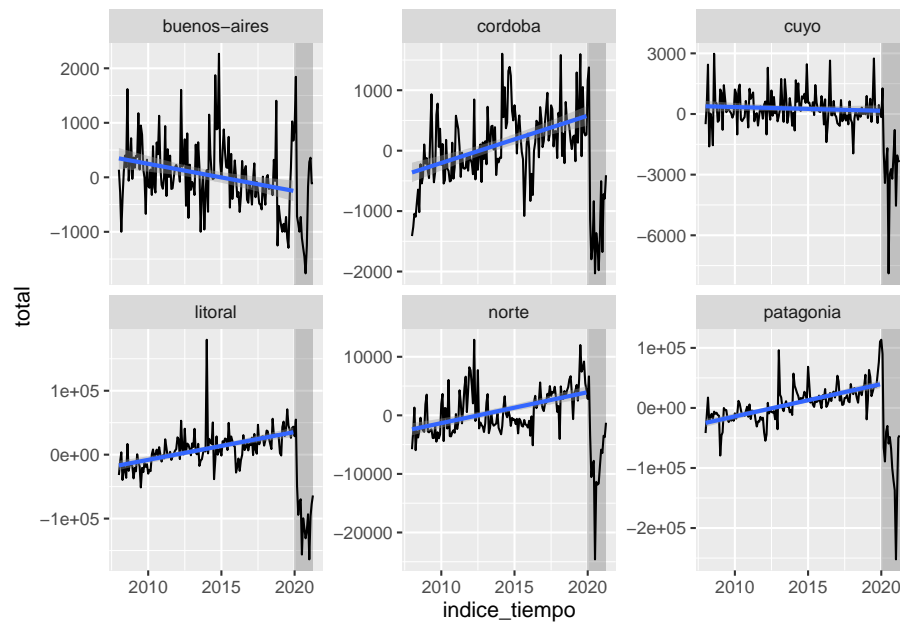 buenos−aires
cordoba
cuyo
2000
1000
0
−1000
1000
0
−1000
−2000
3000
0
−3000
−6000
total
litoral
norte
patagonia
1e+05
0e+00
−1e+05
10000
0
−10000
−20000
1e+05
0e+00
−1e+05
−2e+05
2010 2015 2020
2010 2015 2020
2010 2015 2020
indice_tiempo